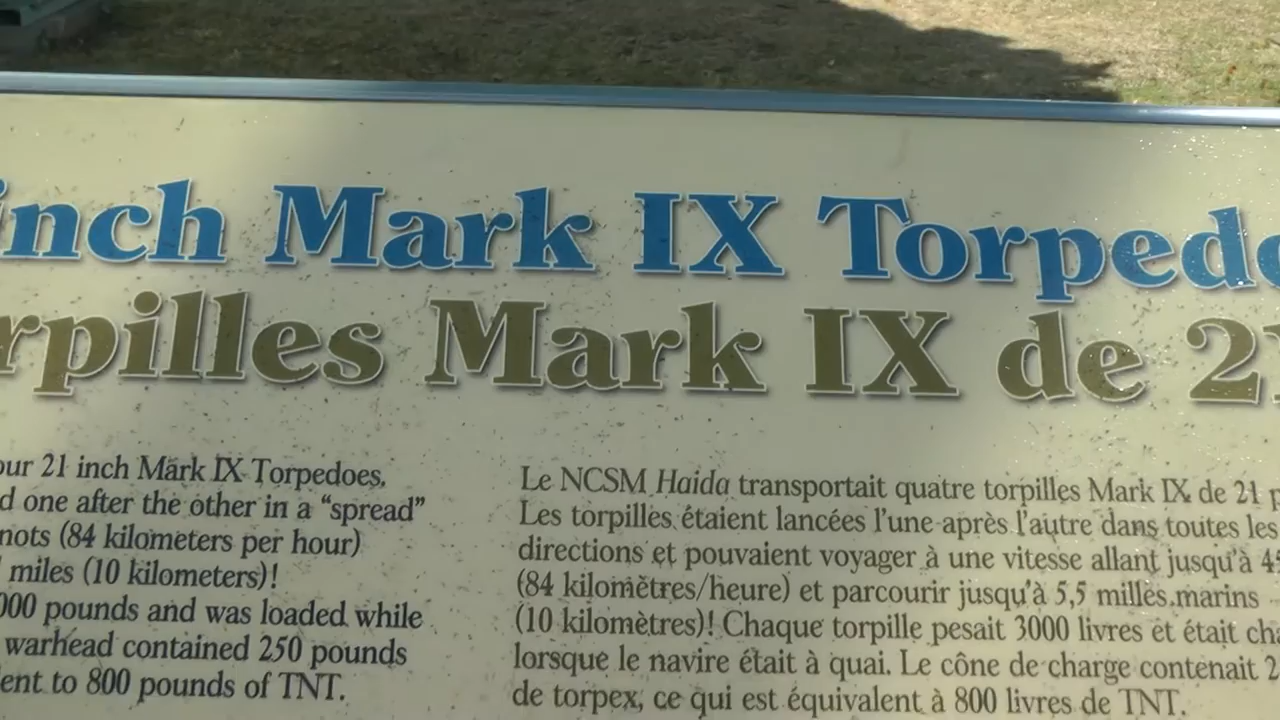 inch Mark IX Torpedo
rpilles Mark IX de 21
our 21 inch Mark IX Torpedoes,
d one after the other in a “spread”
nots (84 kilometers per hour)
miles (10 kilometers)!
000 pounds and was loaded while
warhead contained 250 pounds
ent to 800 pounds of TNT.
Le NCSM Haida transportait quatre torpilles Mark IX de 21 p
Les torpilles étaient lancées l'une après l'autre dans toutes les
directions et pouvaient voyager à une vitesse allant jusqu'à 45
(84 kilomètres/heure) et parcourir jusqu'à 5,5 milles marins
(10 kilomètres)! Chaque torpille pesait 3000 livres et était cha
lorsque le navire était à quai. Le cône de charge contenait 2
de torpex, ce qui est équivalent à 800 livres de TNT.